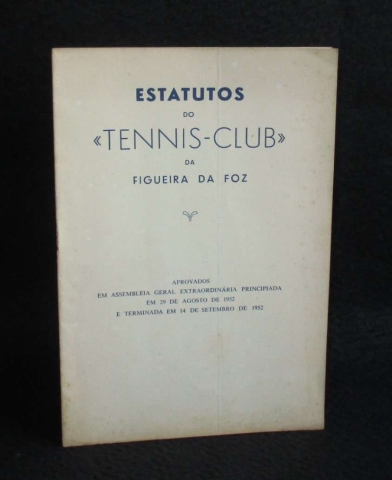 ESTATUTOS
DO
«TENNIS-CLUB»
DA
FIGUEIRA DA FOZ
APROVADOS
EM ASSEMBLEIA GERAL EXTRAORDINÁRIA PRINCIPIADA
EM 29 DE AGOSTO DE 1952
E TERMINADA EM 14 DE SETEMBRO DE 1952